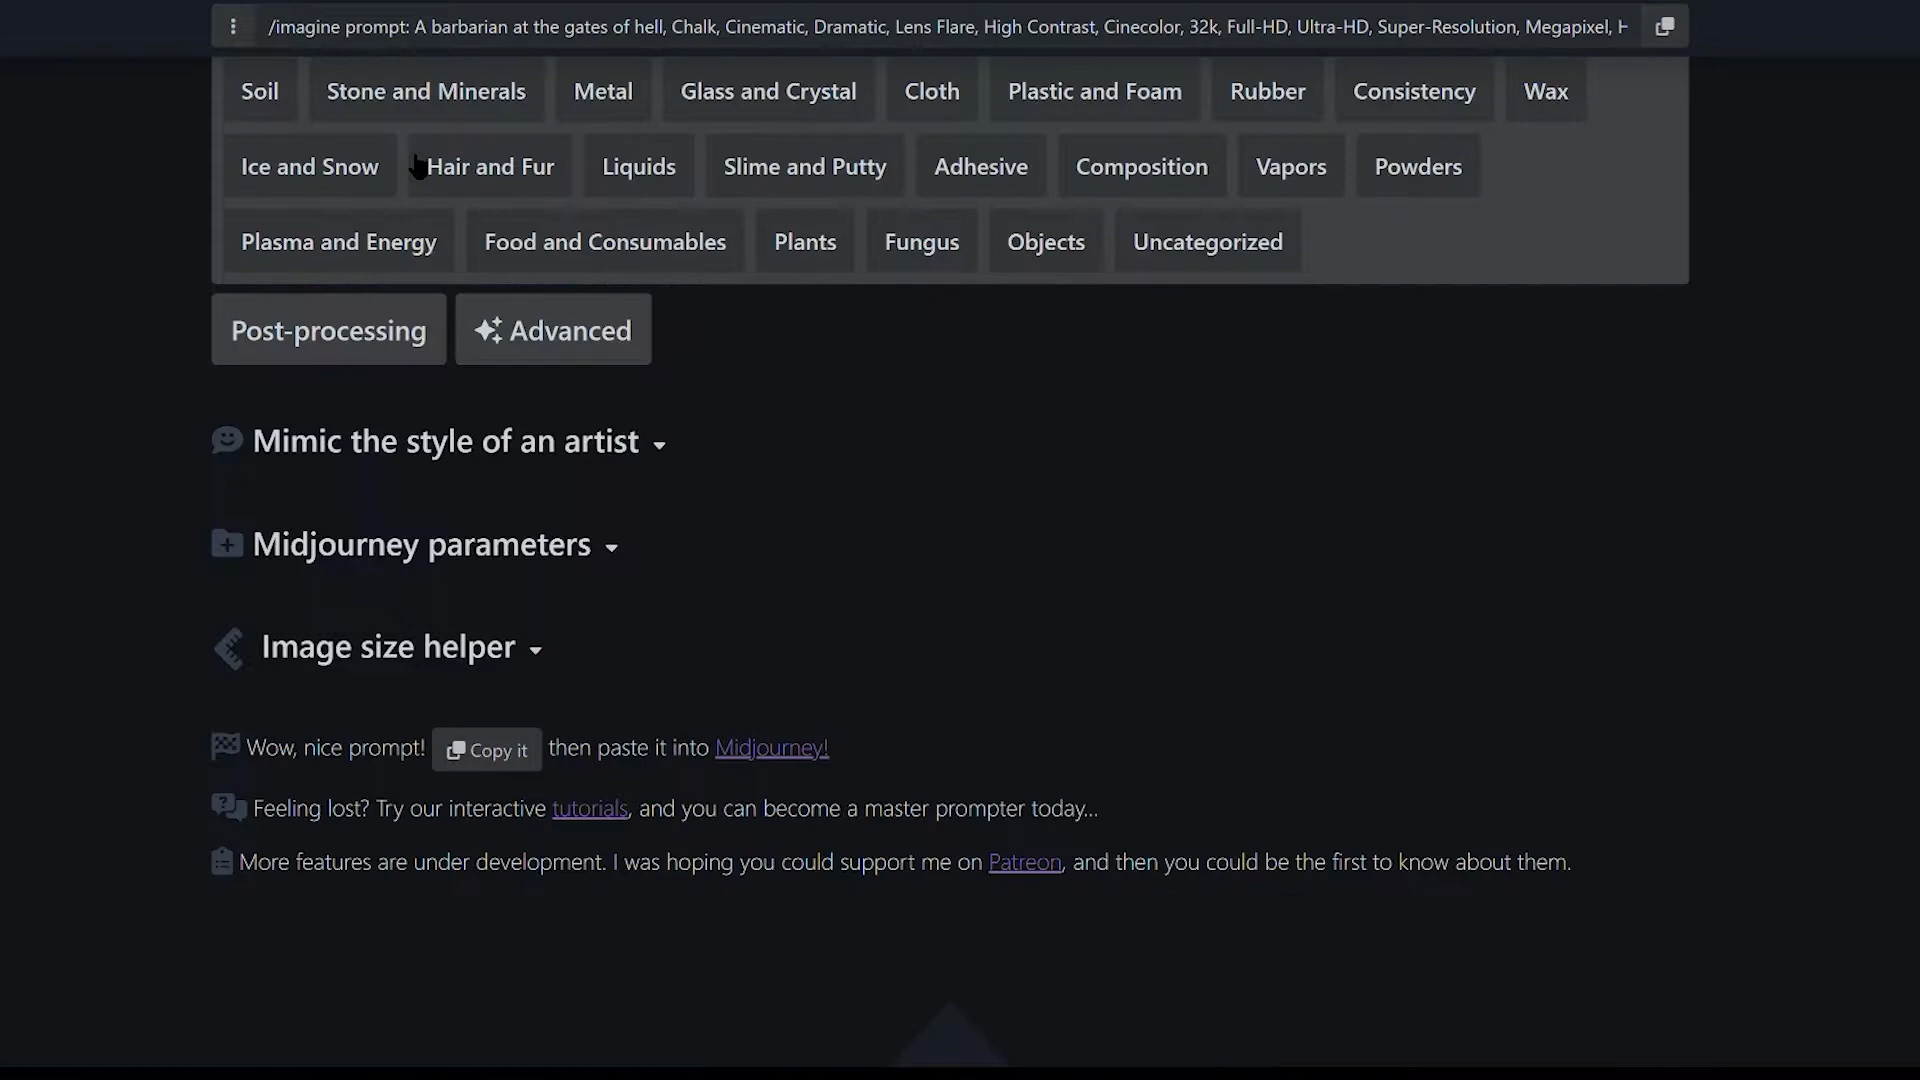 /imagine prompt: A barbarian at the gates of hell, Chalk, Cinematic, Dramatic, Lens Flare, High Contrast, Cinecolor, 32k, Full-HD, Ultra-HD, Super-Resolution, Megapixel, H
Soil Stone and Minerals Metal Glass and Crystal Cloth Plastic and Foam Rubber Consistency Wax
Ice and Snow Hair and Fur Liquids Slime and Putty Adhesive Composition Vapors Powders
Plasma and Energy Food and Consumables Plants Fungus Objects Uncategorized
Post-processing Advanced
Mimic the style of an artist
Midjourney parameters
Image size helper
Wow, nice prompt! Copy it then paste it into Midjourney!
Feeling lost? Try our interactive tutorials, and you can become a master prompter today...
More features are under development. I was hoping you could support me on Patreon, and then you could be the first to know about them.